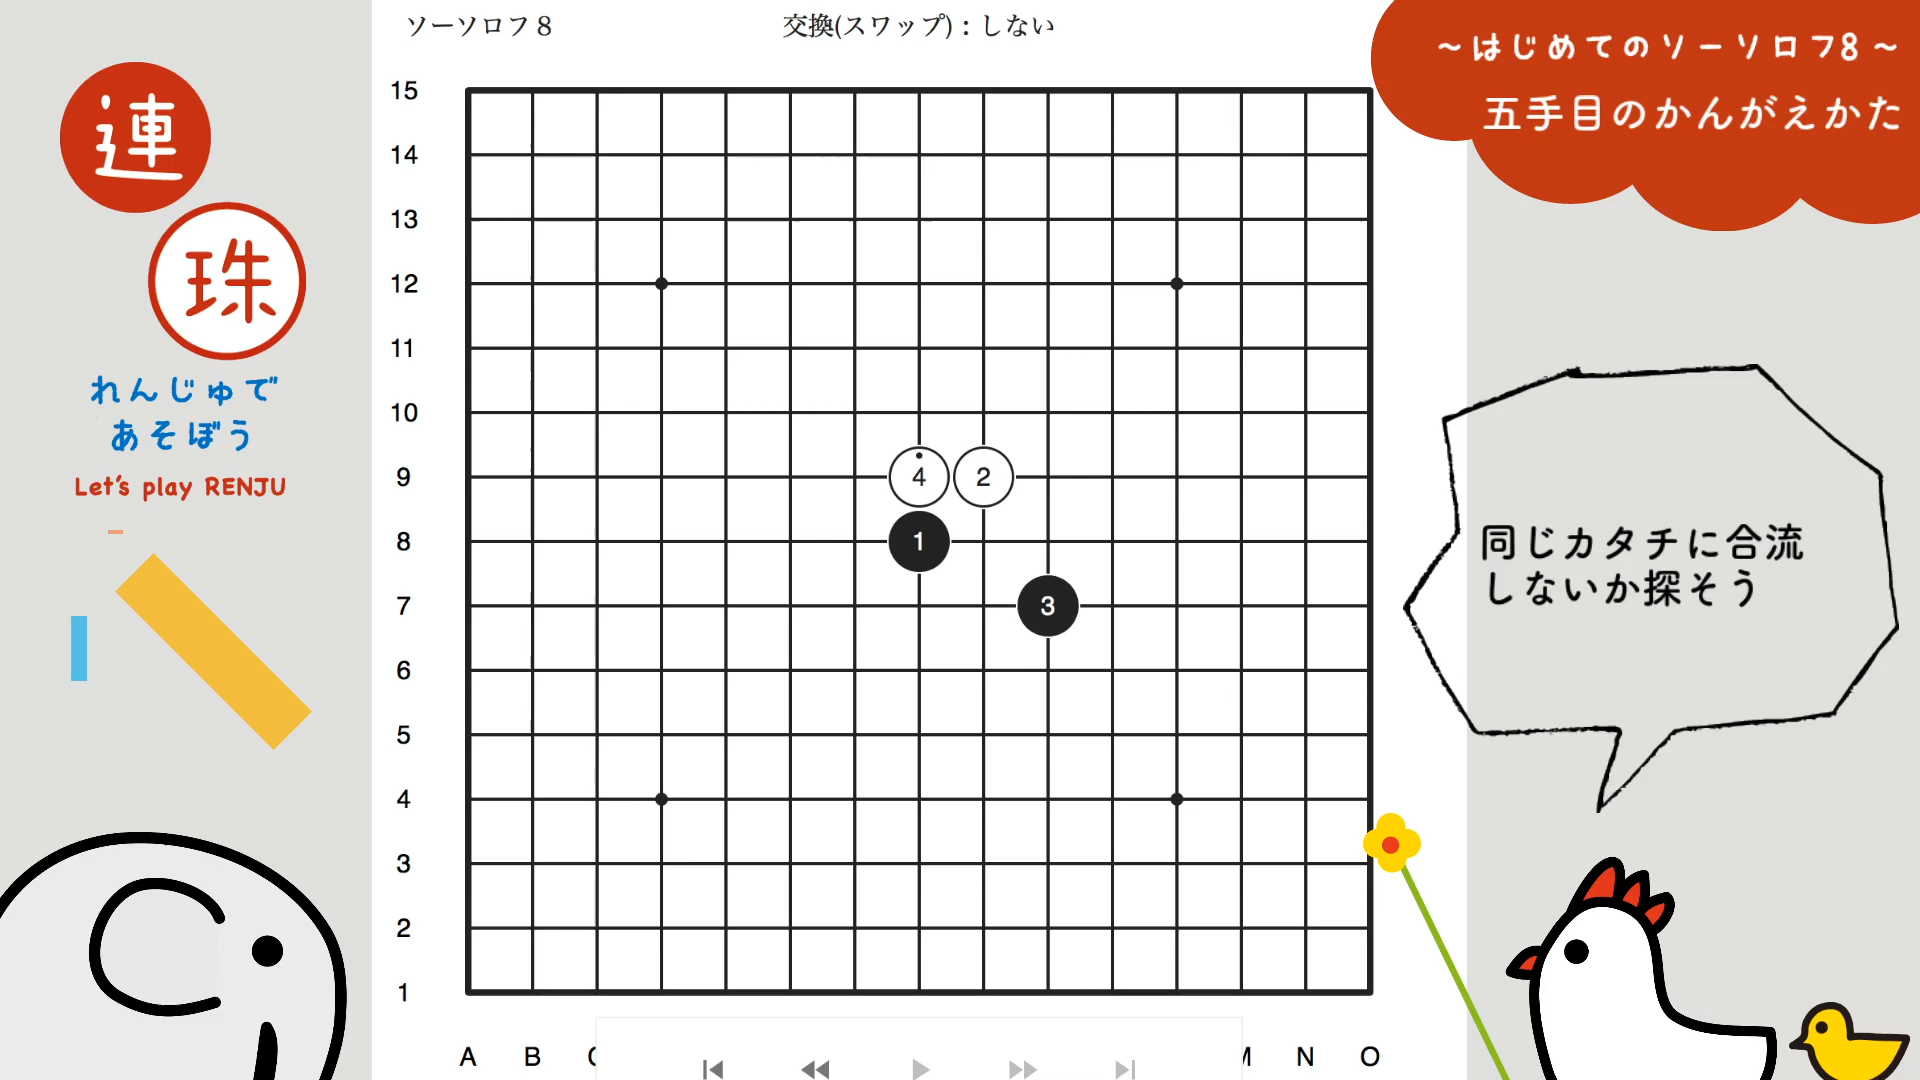 ソーソロフ8
交換(スワップ)：しない
～はじめてのソーソロフ8～
五手目のかんがえかた
連
珠
れんじゅで
あそぼう
Let's play RENJU
15
14
13
12
11
10
9
8
7
6
5
4
3
2
1
4
2
1
3
同じカタチに合流
しないか探そう
A B C M N O